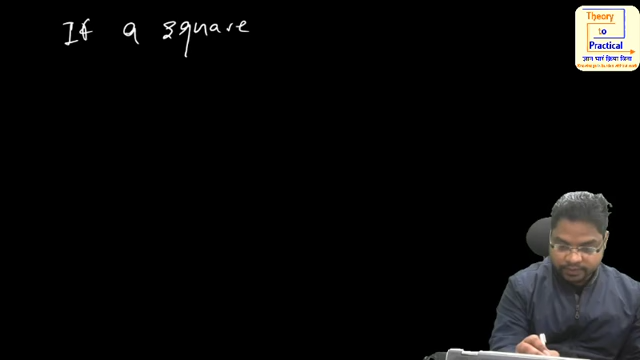 If a square
Theory
to
Practical
ज्ञान भारं क्रिया विना